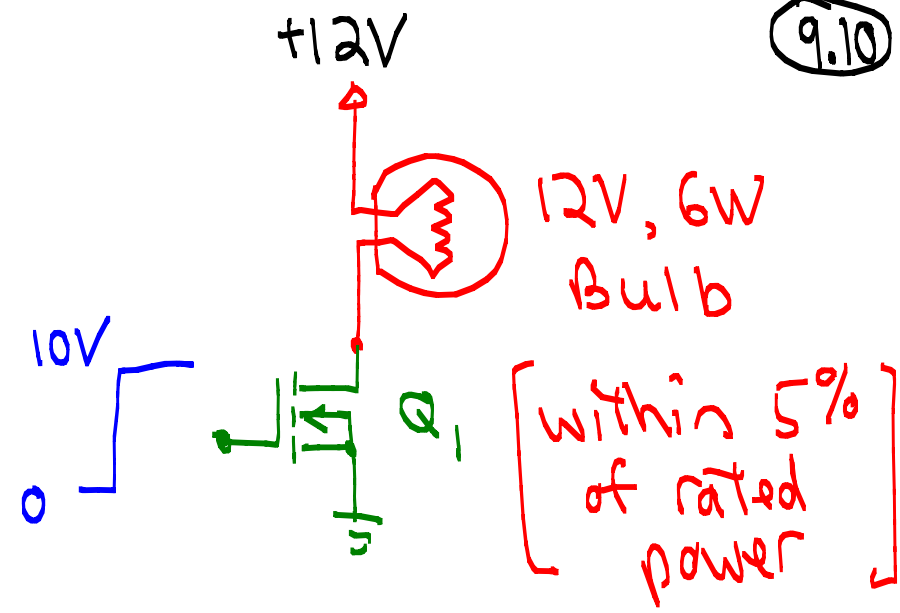 +12V
9.10
12V, 6W
Bulb
10V
0
Q1
within 5%
of rated
power